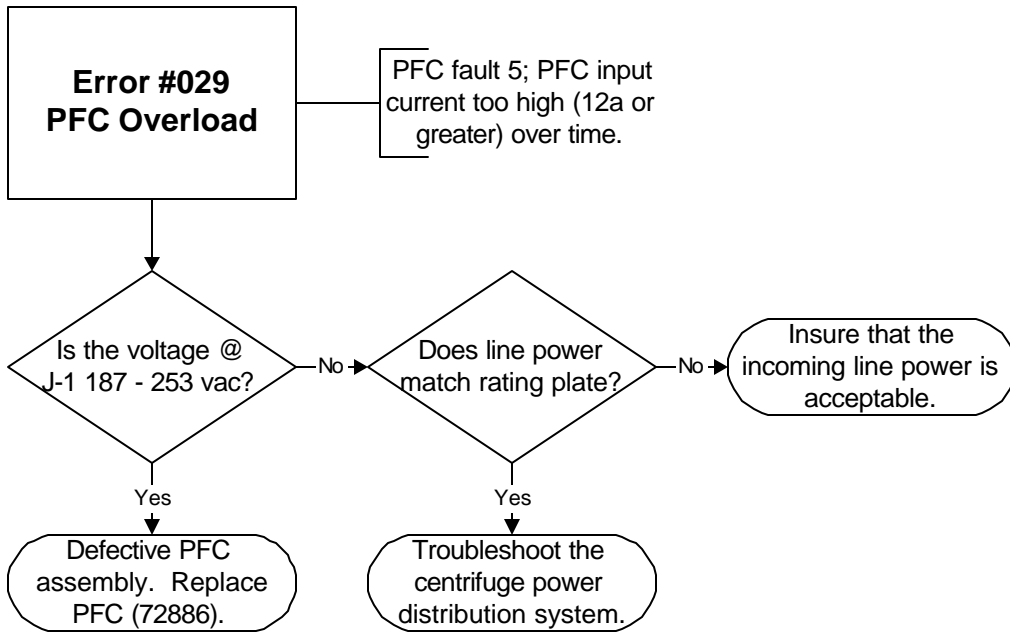 Error #029
PFC Overload
PFC fault 5; PFC input
current too high (12a or
greater) over time.
Is the voltage @
J-1 187 - 253 vac?
No
Does line power
match rating plate?
No
Insure that the
incoming line power is
acceptable.
Yes
Defective PFC
assembly.  Replace
PFC (72886).
Yes
Troubleshoot the
centrifuge power
distribution system.